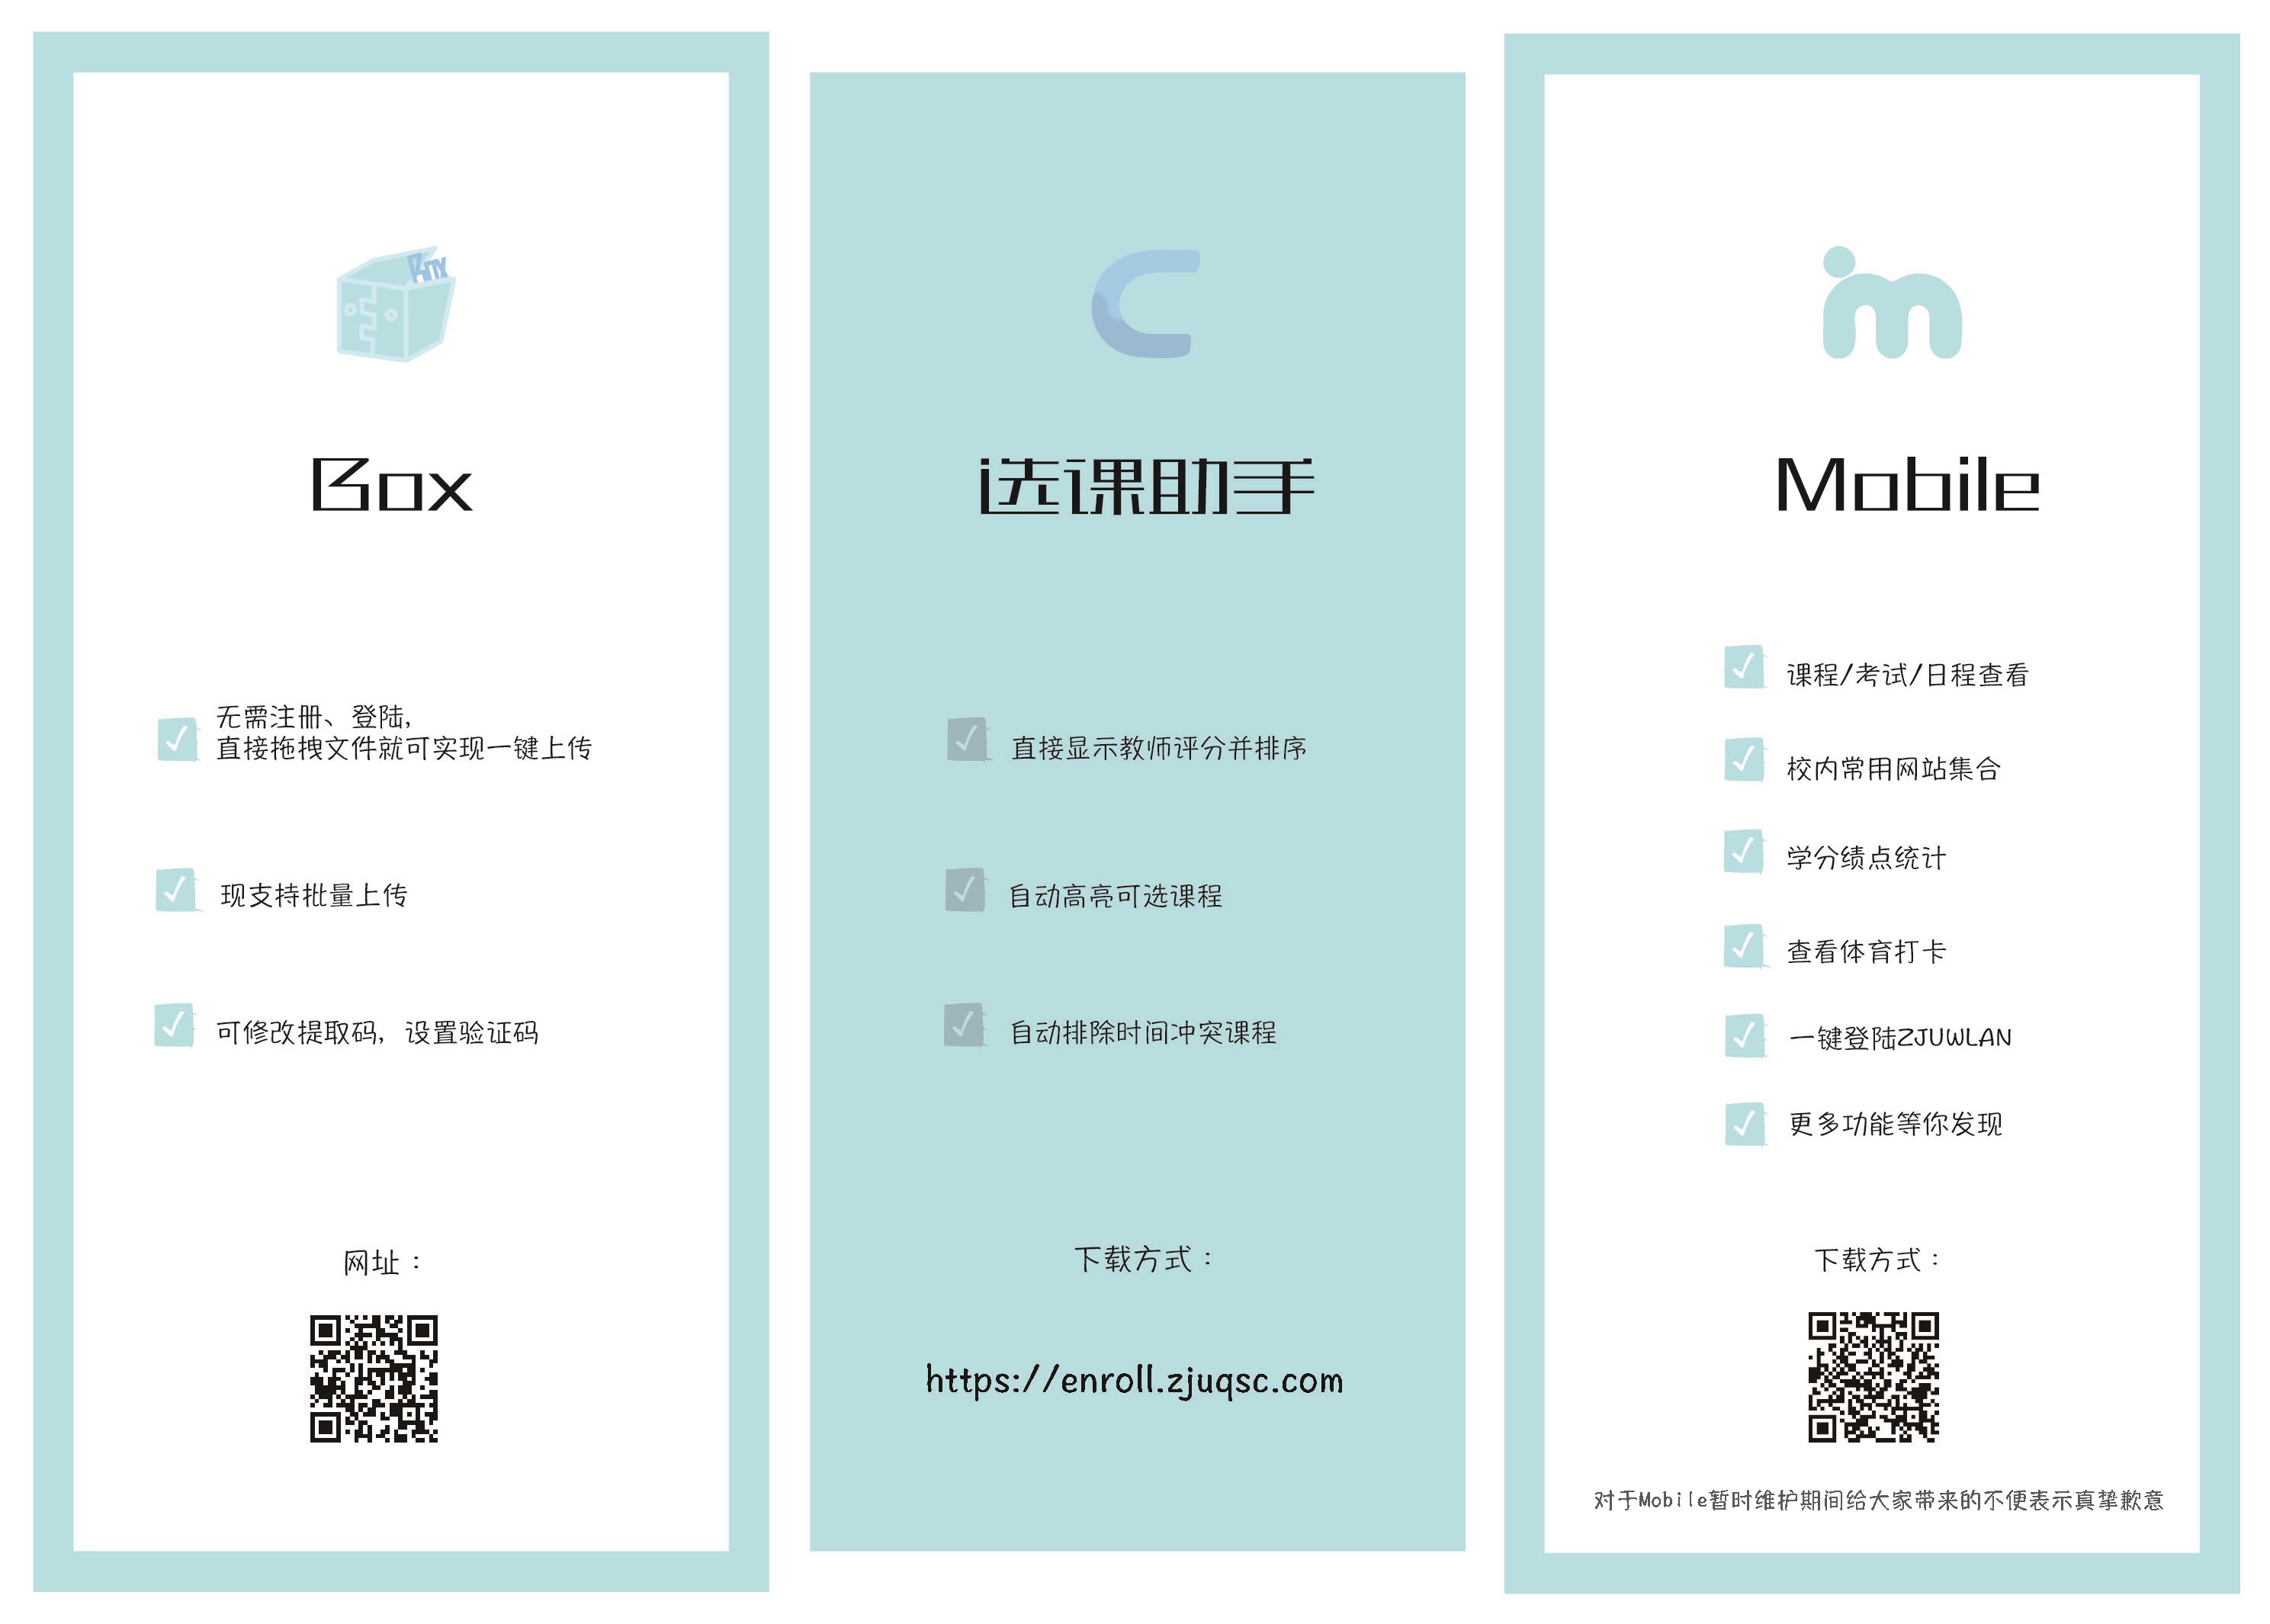 Box
Box
无需注册、登陆,
直接拖拽文件就可实现一键上传
现支持批量上传
可修改提取码，设置验证码
网址：
选课助手
直接显示教师评分并排序
自动高亮可选课程
自动排除时间冲突课程
下载方式：
https://enroll.zjuqsc.com
m
Mobile
课程/考试/日程查看
校内常用网站集合
学分绩点统计
查看体育打卡
一键登陆ZJUWLAN
更多功能等你发现
下载方式：
对于Mobile暂时维护期间给大家带来的不便表示真挚歉意